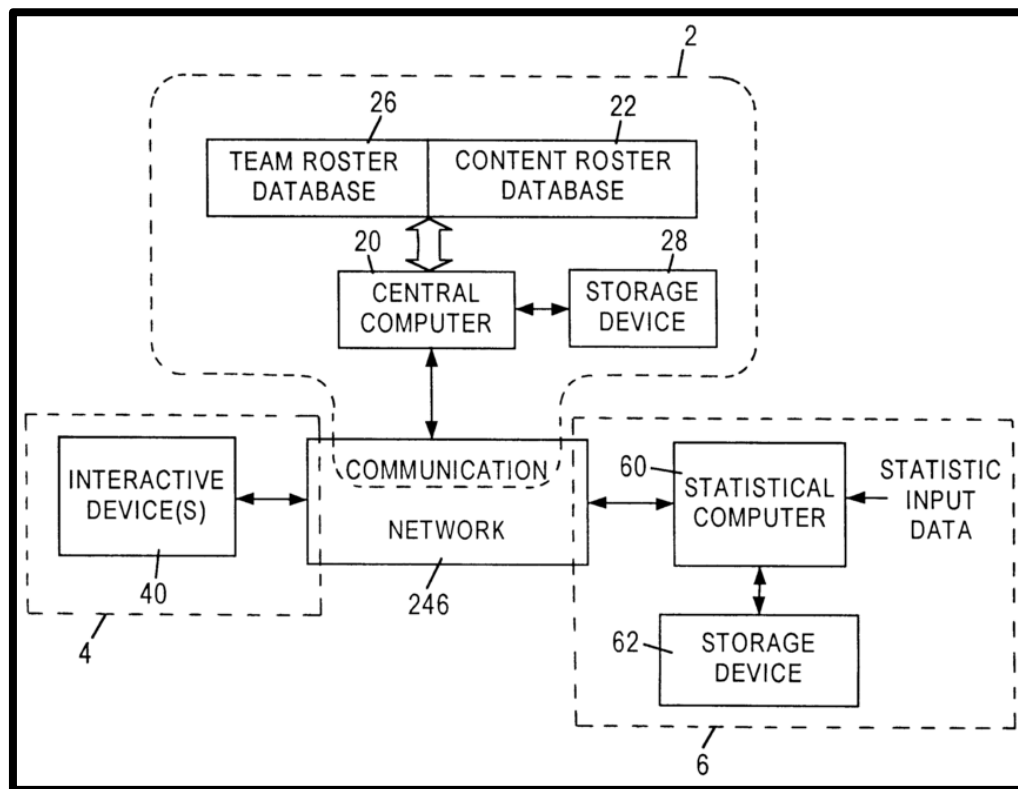 2
26
22
TEAM ROSTER
DATABASE
CONTENT ROSTER
DATABASE
20
28
CENTRAL
COMPUTER
STORAGE
DEVICE
INTERACTIVE
DEVICE(S)
40
4
COMMUNICATION
NETWORK
246
60
STATISTICAL
COMPUTER
STATISTIC
INPUT
DATA
62
STORAGE
DEVICE
6